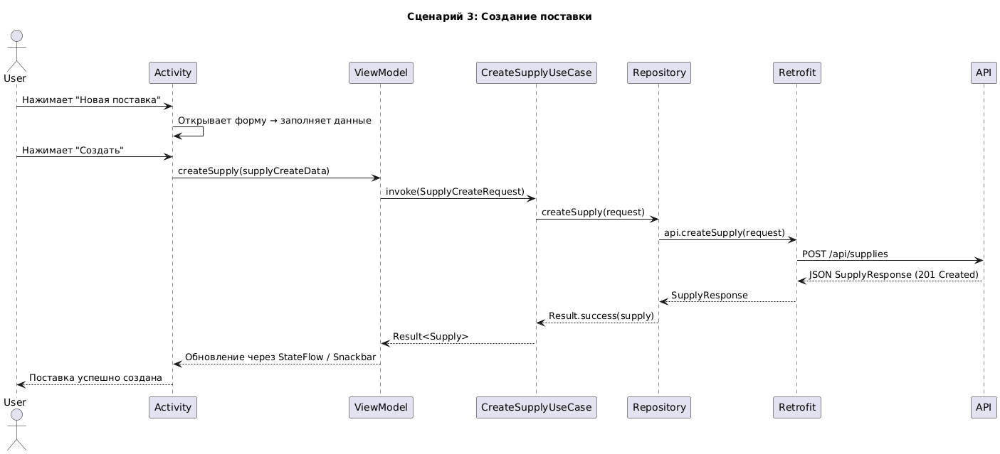 Сценарий 3: Создание поставки
User
Activity
ViewModel
CreateSupplyUseCase
Repository
Retrofit
API
Нажимает "Новая поставка"
Открывает форму → заполняет данные
Нажимает "Создать"
createSupply(supplyCreateData)
invoke(SupplyCreateRequest)
createSupply(request)
api.createSupply(request)
POST /api/supplies
JSON SupplyResponse (201 Created)
SupplyResponse
Result.success(supply)
Result<Supply>
Обновление через StateFlow / Snackbar
Поставка успешно создана
User
Activity
ViewModel
CreateSupplyUseCase
Repository
Retrofit
API